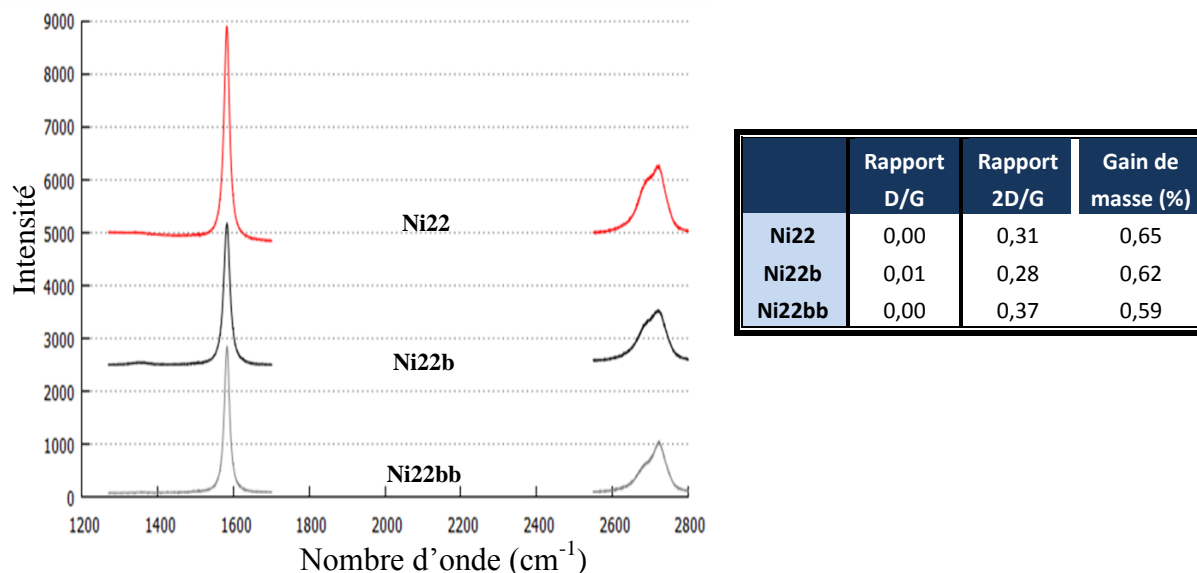 9000
8000
7000
6000
5000
4000
3000
2000
1000
0
Intensité
Ni22
Ni22b
Ni22bb
1200 1400 1600 1800 2000 2200 2400 2600 2800
Nombre d'onde (cm-1)
Rapport D/G Rapport 2D/G Gain de masse (%)
Ni22 0,00 0,31 0,65
Ni22b 0,01 0,28 0,62
Ni22bb 0,00 0,37 0,59